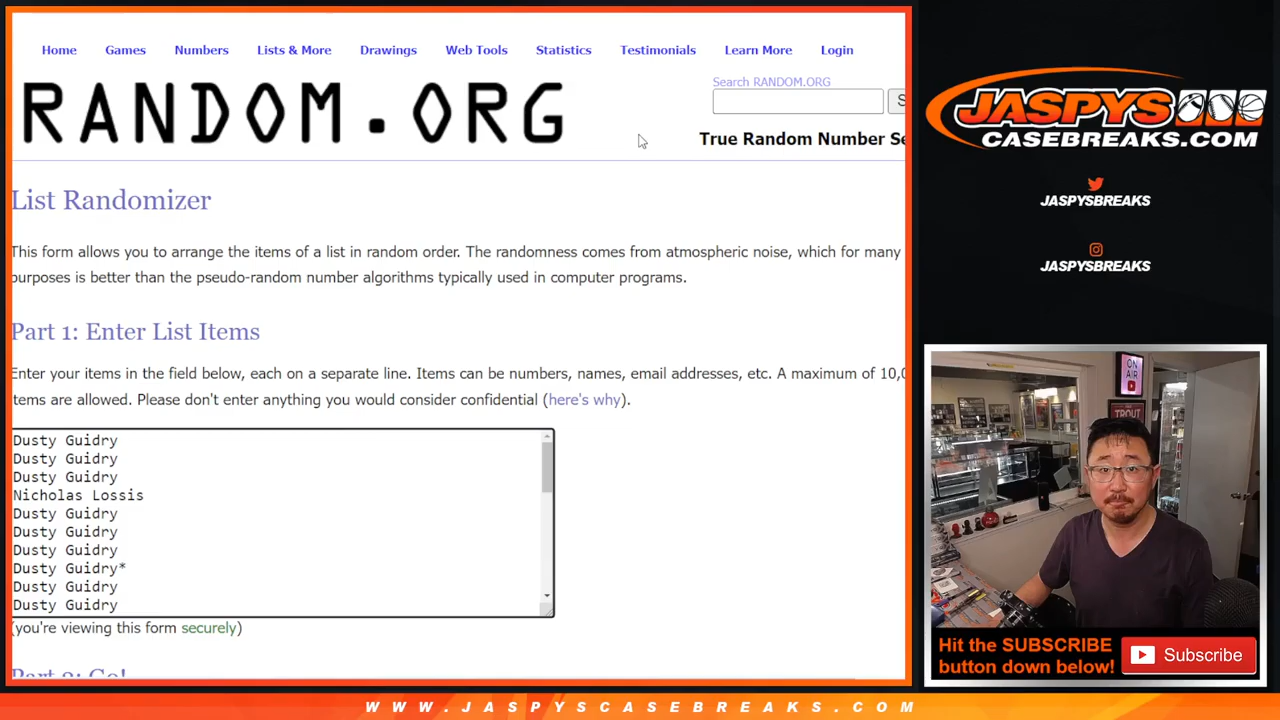 Home Games Numbers Lists & More Drawings Web Tools Statistics Testimonials Learn More Login
RANDOM.ORG
Search RANDOM.ORG
S
True Random Number Se
List Randomizer
This form allows you to arrange the items of a list in random order. The randomness comes from atmospheric noise, which for many
purposes is better than the pseudo-random number algorithms typically used in computer programs.
Part 1: Enter List Items
Enter your items in the field below, each on a separate line. Items can be numbers, names, email addresses, etc. A maximum of 10,0
tems are allowed. Please don't enter anything you would consider confidential (here's why).
Dusty Guidry
Dusty Guidry
Dusty Guidry
Nicholas Lossis
Dusty Guidry
Dusty Guidry
Dusty Guidry
Dusty Guidry*
Dusty Guidry
Dusty Guidry
(you're viewing this form securely)
Part 2: Go!
JASPYS
CASEBREAKS.COM
JASPYSBREAKS
JASPYSBREAKS
ON AIR
TROUT
Hit the SUBSCRIBE
button down below!
Subscribe
WWW.JASPYSCASEBREAKS.COM